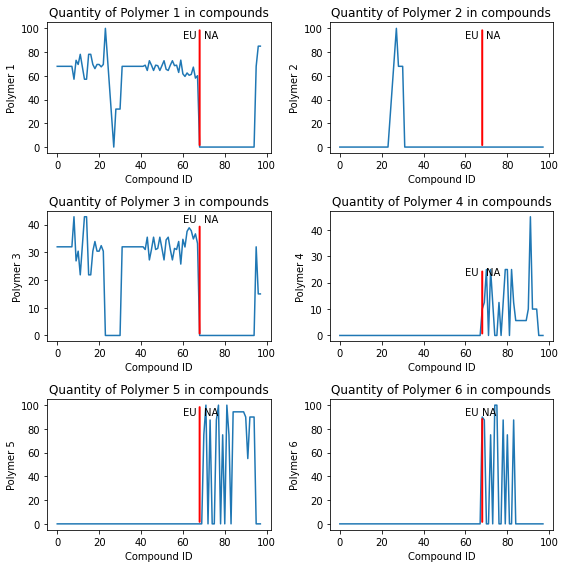 Quantity of Polymer 1 in compounds
100
80
60
40
20
0
Polymer 1
EU NA
0 20 40 60 80 100
Compound ID
Quantity of Polymer 2 in compounds
100
80
60
40
20
0
Polymer 2
EU NA
0 20 40 60 80 100
Compound ID
Quantity of Polymer 3 in compounds
40
30
20
10
0
Polymer 3
EU NA
0 20 40 60 80 100
Compound ID
Quantity of Polymer 4 in compounds
40
30
20
10
0
Polymer 4
EU NA
0 20 40 60 80 100
Compound ID
Quantity of Polymer 5 in compounds
100
80
60
40
20
0
Polymer 5
EU NA
0 20 40 60 80 100
Compound ID
Quantity of Polymer 6 in compounds
100
80
60
40
20
0
Polymer 6
EU NA
0 20 40 60 80 100
Compound ID